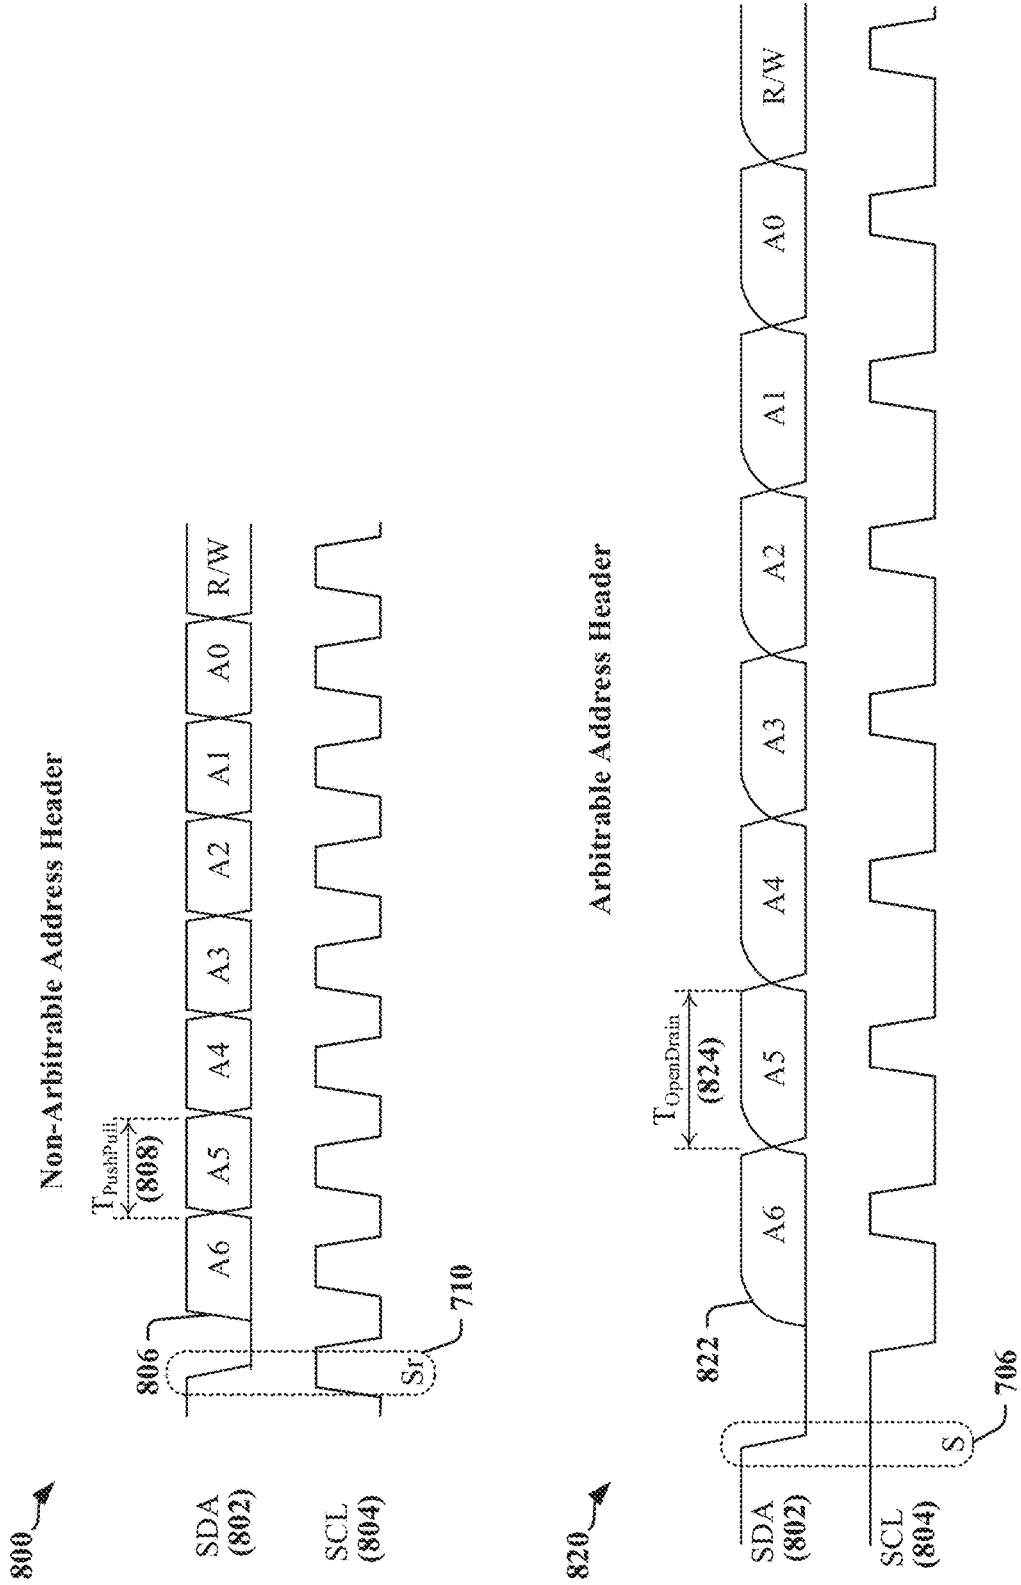 800
Non-Arbitrable Address Header
T PushPull
(808)
806
SDA
(802)
A6
A5
A4
A3
A2
A1
A0
R/W
SCL
(804)
Sr
710
820
Arbitrable Address Header
T OpenDrain
(824)
822
SDA
(802)
A6
A5
A4
A3
A2
A1
A0
R/W
SCL
(804)
S
706